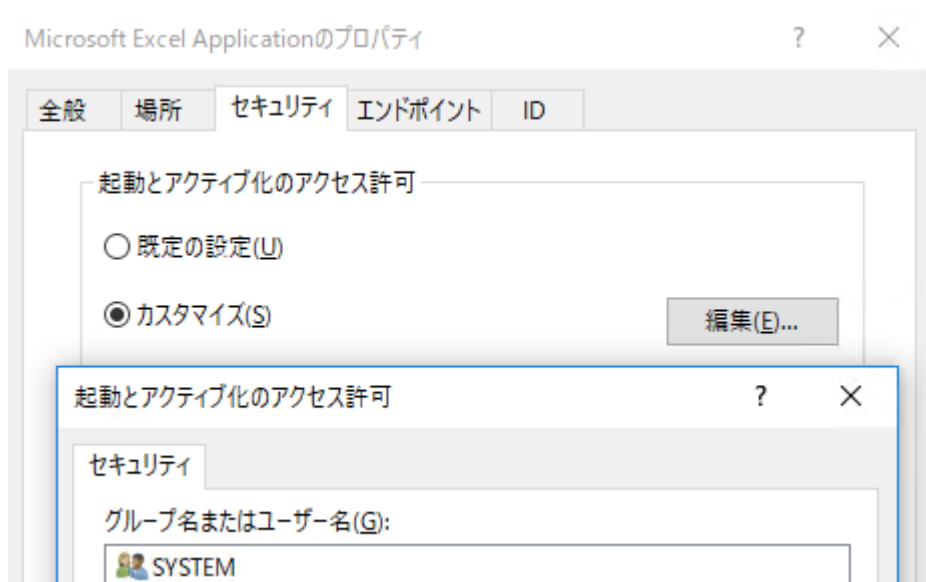 Microsoft Excel Applicationのプロパティ ? ×
全般 場所 セキュリティ エンドポイント ID
起動とアクティブ化のアクセス許可
既定の設定(U)
カスタマイズ(S) 編集(E)...
起動とアクティブ化のアクセス許可 ? ×
セキュリティ
グループ名またはユーザー名(G):
SYSTEM